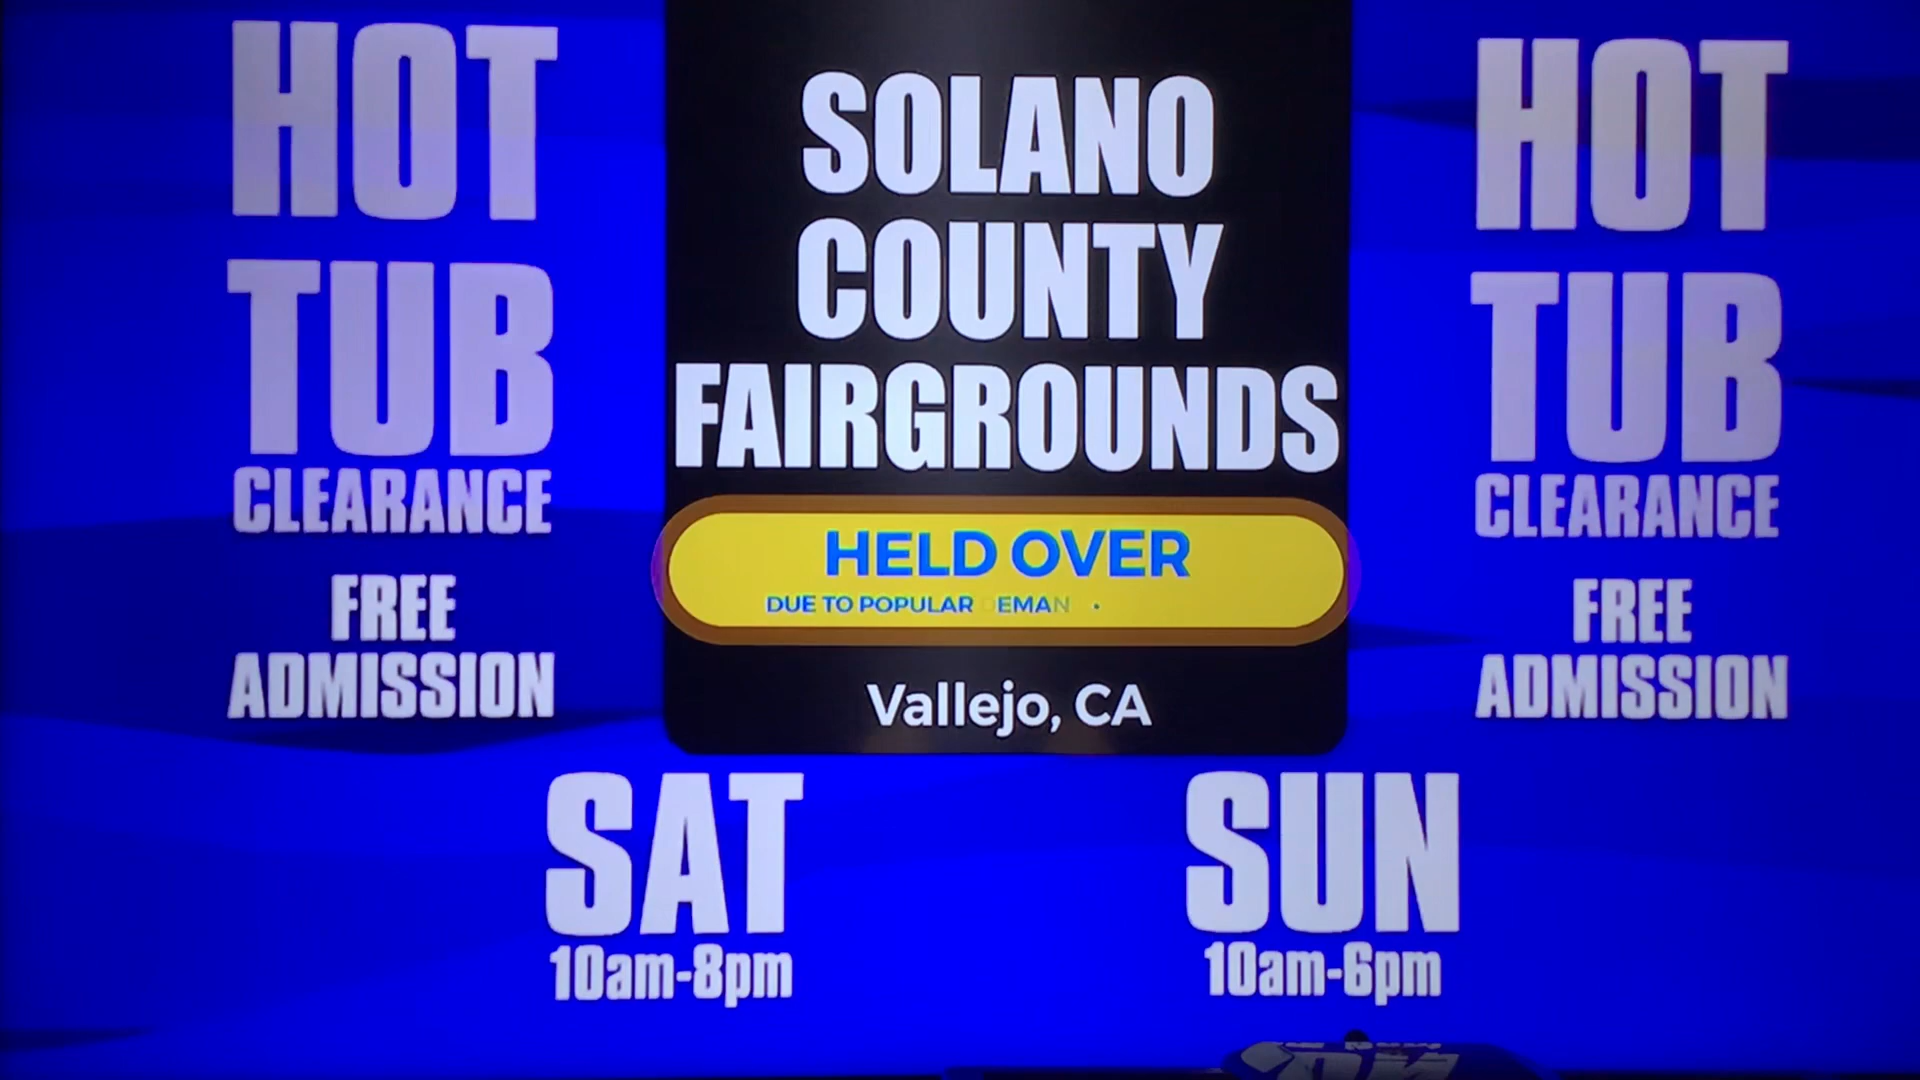 HOT
TUB
CLEARANCE
FREE
ADMISSION
SOLANO
COUNTY
FAIRGROUNDS
HELD OVER
DUE TO POPULAR DEMAN
Vallejo, CA
HOT
TUB
CLEARANCE
FREE
ADMISSION
SAT
10am-8pm
SUN
10am-6pm